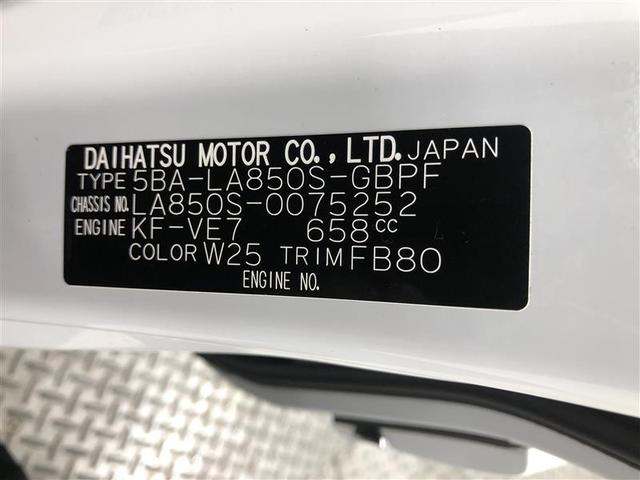 DAIHATSU MOTOR CO., LTD. JAPAN
TYPE 5BA-LA850S-GBPF
CHASSIS NO. LA850S-0075252
ENGINE KF-VE7 658cc
COLOR W25 TRIM FB80
ENGINE NO.